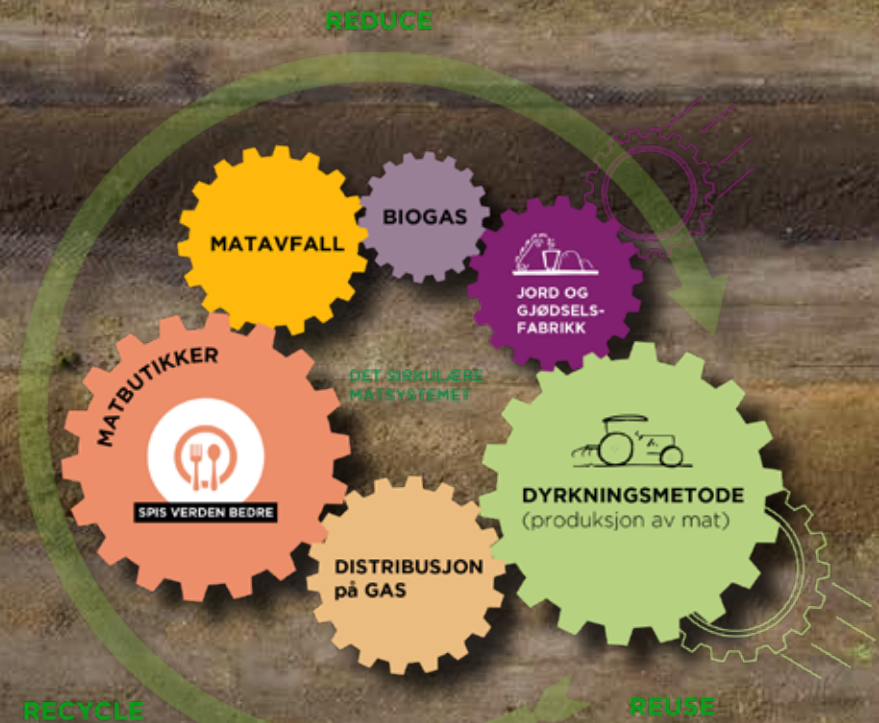 REDUCE
MATAVFALL
BIOGAS
JORD OG
GJØDSELS-
FABRIKK
MATBUTIKKER
SPIS VERDEN BEDRE
DET SIRKULÆRE
MATSYSTEMET
DYRKNINGSMETODE
(produksjon av mat)
DISTRIBUSJON
på GAS
RECYCLE
REUSE